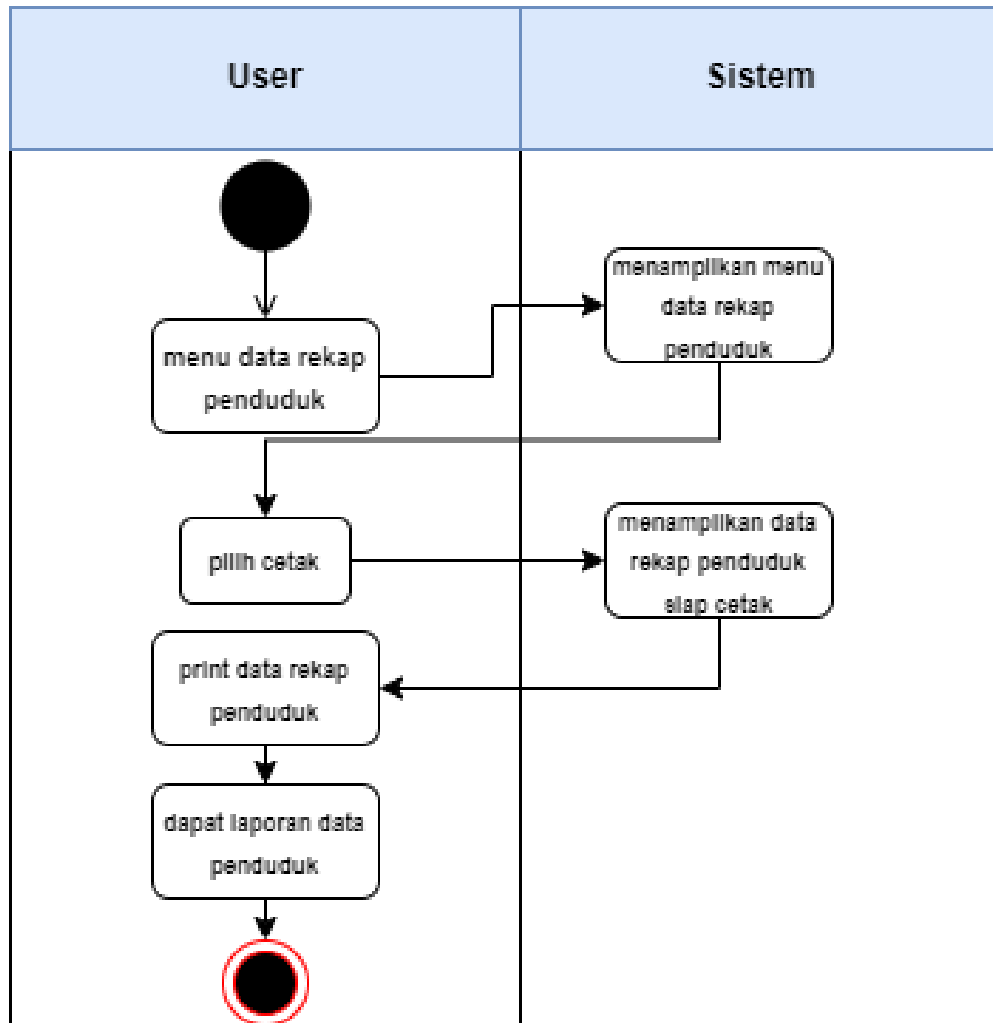 User
Sistem
menampilkan menu
data rekap
penduduk
menu data rekap
penduduk
pilih cetak
menampilkan data
rekap penduduk
siap cetak
print data rekap
penduduk
dapat laporan data
penduduk